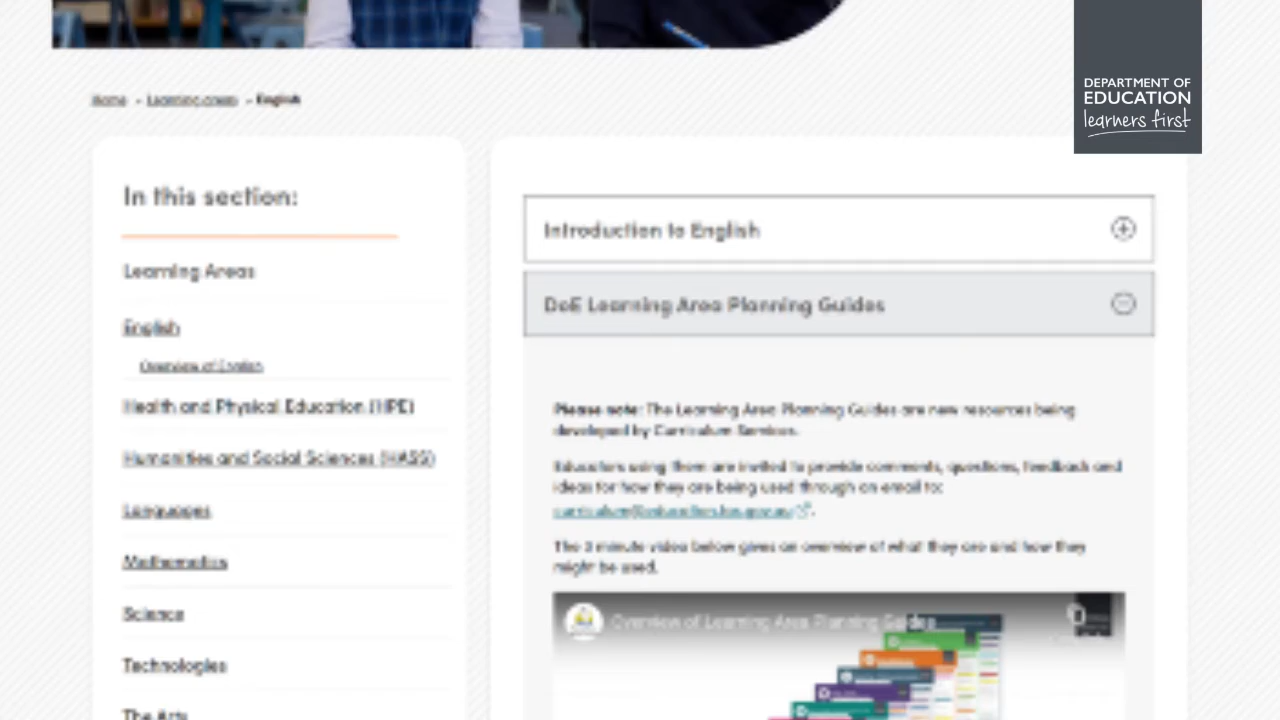 DEPARTMENT OF
EDUCATION
learners first
Home - Learning areas - English
In this section:
Learning Areas
English
Overview of English
Health and Physical Education (HPE)
Humanities and Social Sciences (HASS)
Languages
Mathematics
Science
Technologies
The Arts
Introduction to English
DoE Learning Area Planning Guides
Please note: The Learning Area Planning Guides are new resources being
developed by Curriculum Services.
Educators using them are invited to provide comments, questions, feedback and
ideas for how they are being used through an email to:
curriculum@education.tas.gov.au.
The 3 minute video below gives an overview of what they are and how they
might be used.
Overview of Learning Area Planning Guides